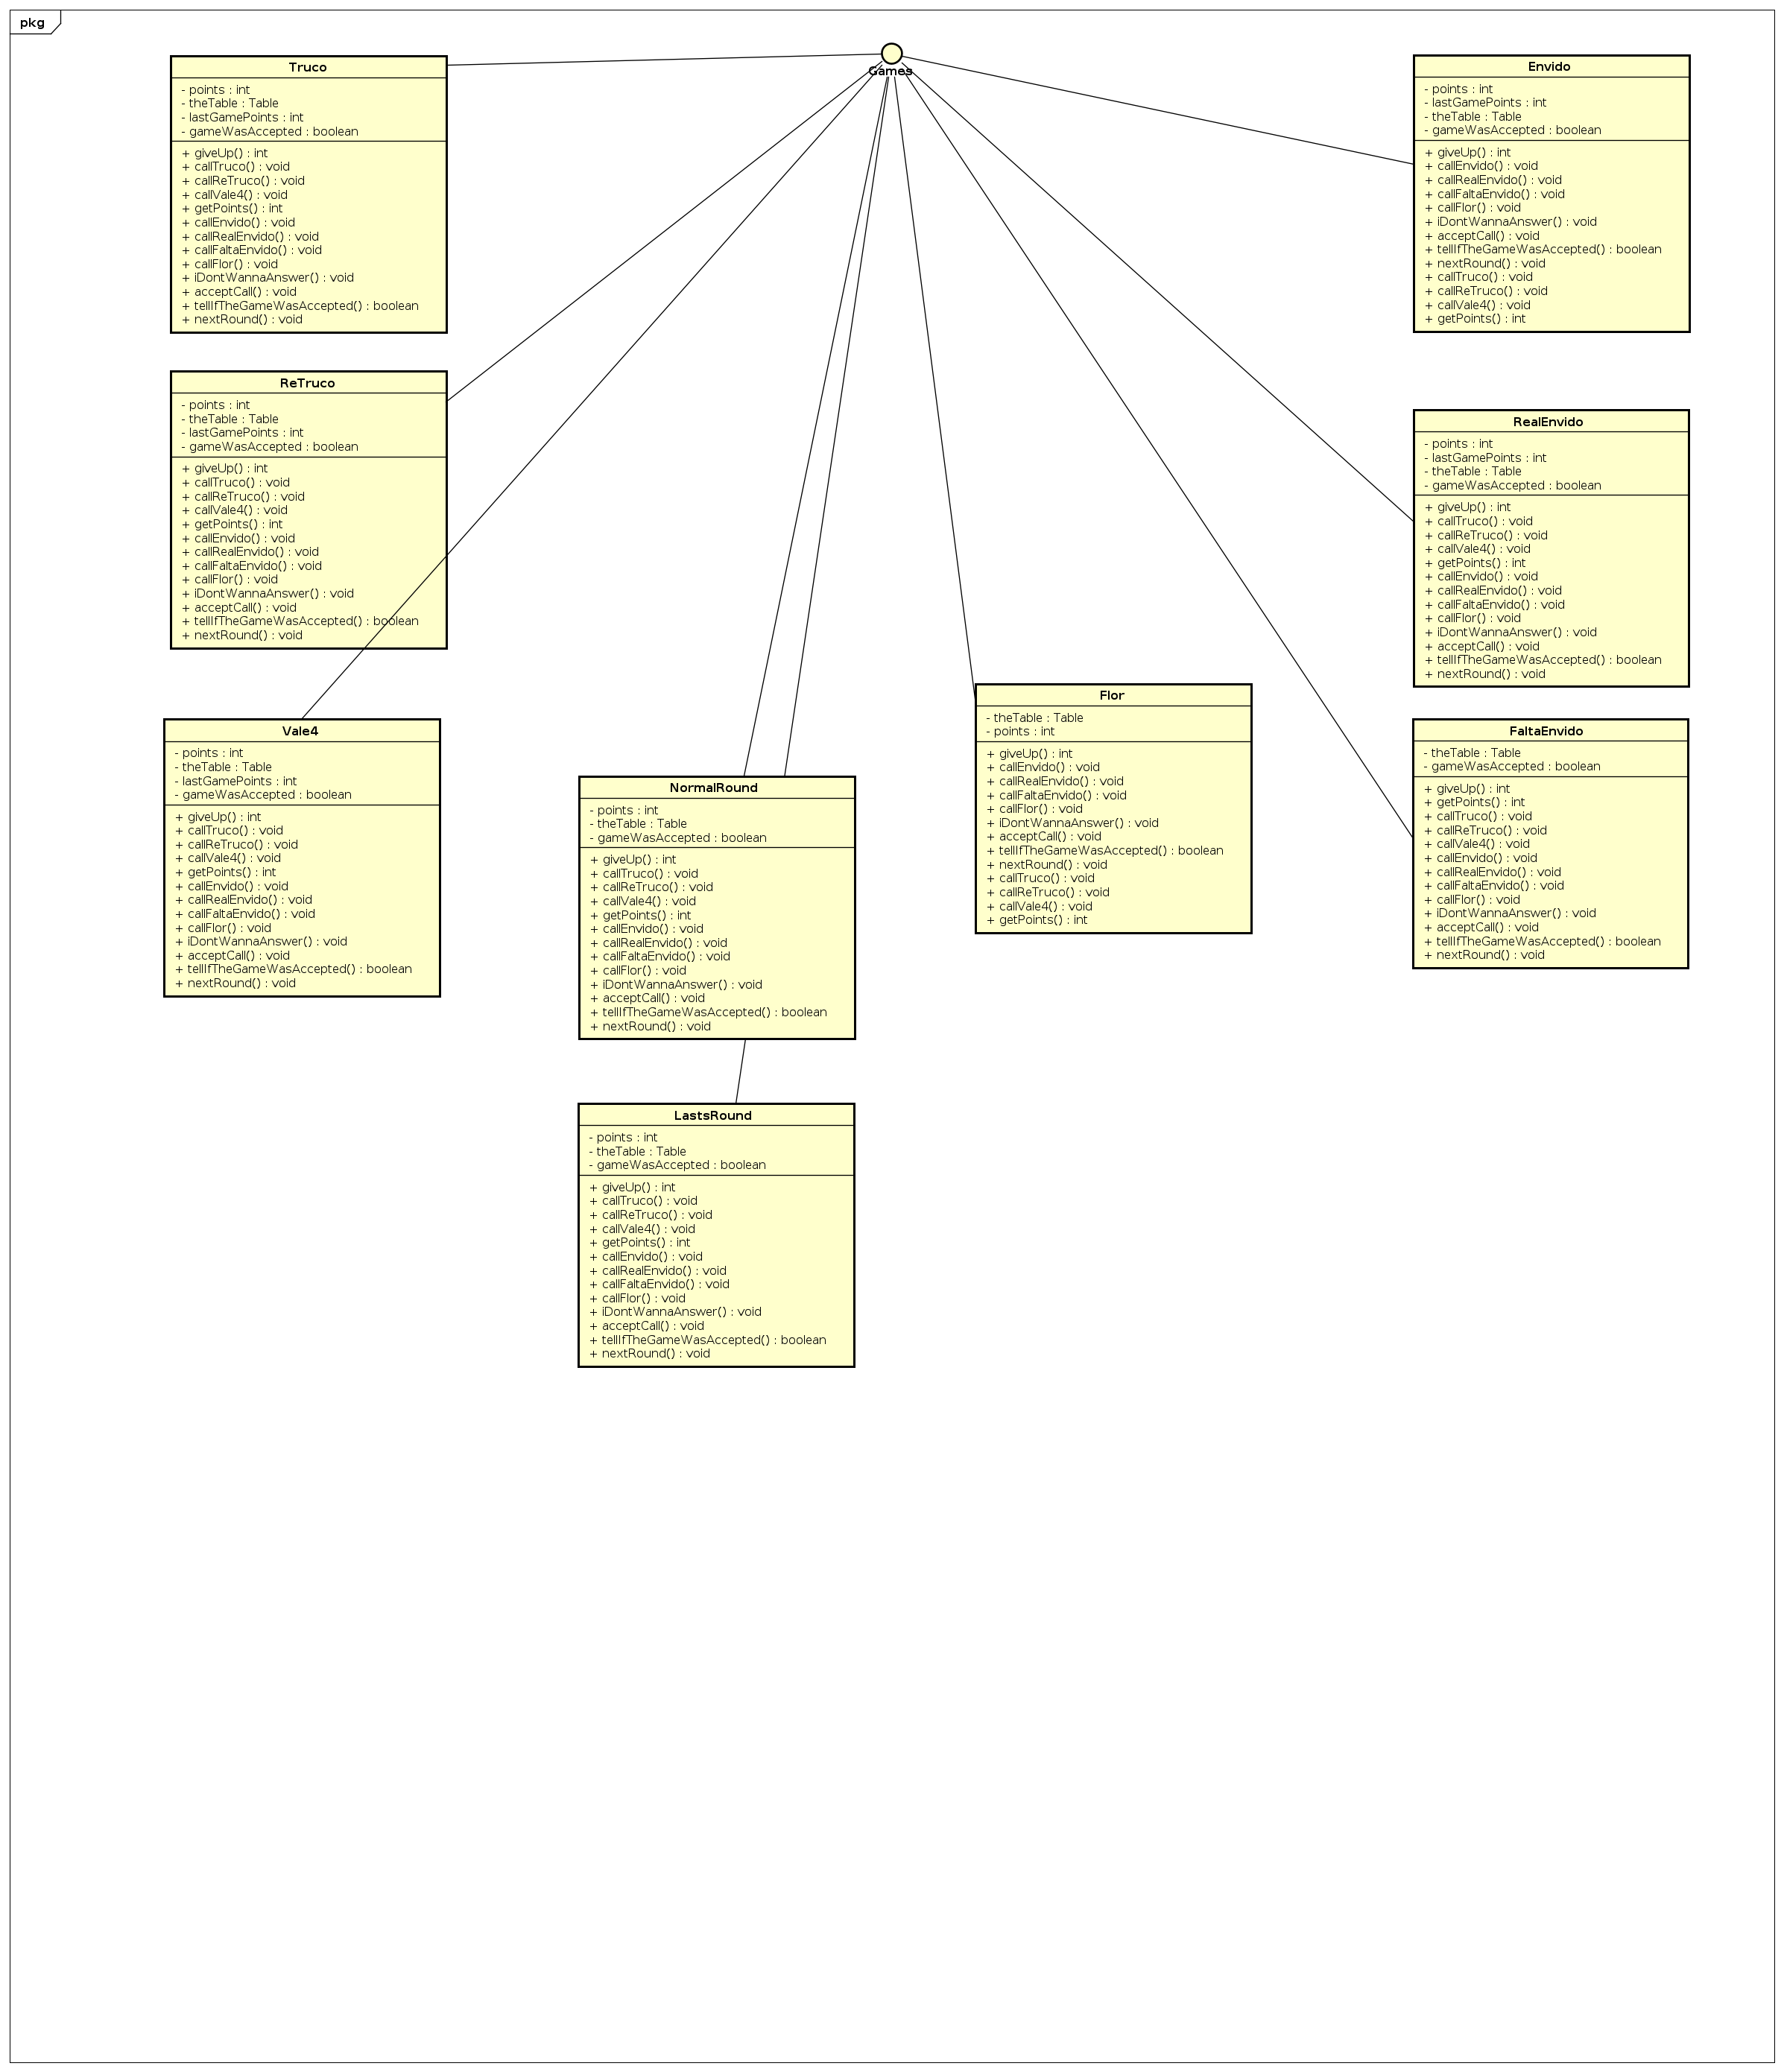 pkg
Games
Truco
- points : int
- theTable : Table
- lastGamePoints : int
- gameWasAccepted : boolean
+ giveUp() : int
+ callTruco() : void
+ callReTruco() : void
+ callVale4() : void
+ getPoints() : int
+ callEnvido() : void
+ callRealEnvido() : void
+ callFaltaEnvido() : void
+ callFlor() : void
+ iDontWannaAnswer() : void
+ acceptCall() : void
+ tellIfTheGameWasAccepted() : boolean
+ nextRound() : void
Envido
- points : int
- lastGamePoints : int
- theTable : Table
- gameWasAccepted : boolean
+ giveUp() : int
+ callEnvido() : void
+ callRealEnvido() : void
+ callFaltaEnvido() : void
+ callFlor() : void
+ iDontWannaAnswer() : void
+ acceptCall() : void
+ tellIfTheGameWasAccepted() : boolean
+ nextRound() : void
+ callTruco() : void
+ callReTruco() : void
+ callVale4() : void
+ getPoints() : int
ReTruco
- points : int
- theTable : Table
- lastGamePoints : int
- gameWasAccepted : boolean
+ giveUp() : int
+ callTruco() : void
+ callReTruco() : void
+ callVale4() : void
+ getPoints() : int
+ callEnvido() : void
+ callRealEnvido() : void
+ callFaltaEnvido() : void
+ callFlor() : void
+ iDontWannaAnswer() : void
+ acceptCall() : void
+ tellIfTheGameWasAccepted() : boolean
+ nextRound() : void
RealEnvido
- points : int
- lastGamePoints : int
- theTable : Table
- gameWasAccepted : boolean
+ giveUp() : int
+ callTruco() : void
+ callReTruco() : void
+ callVale4() : void
+ getPoints() : int
+ callEnvido() : void
+ callRealEnvido() : void
+ callFaltaEnvido() : void
+ callFlor() : void
+ iDontWannaAnswer() : void
+ acceptCall() : void
+ tellIfTheGameWasAccepted() : boolean
+ nextRound() : void
Vale4
- points : int
- theTable : Table
- lastGamePoints : int
- gameWasAccepted : boolean
+ giveUp() : int
+ callTruco() : void
+ callReTruco() : void
+ callVale4() : void
+ getPoints() : int
+ callEnvido() : void
+ callRealEnvido() : void
+ callFaltaEnvido() : void
+ callFlor() : void
+ iDontWannaAnswer() : void
+ acceptCall() : void
+ tellIfTheGameWasAccepted() : boolean
+ nextRound() : void
NormalRound
- points : int
- theTable : Table
- gameWasAccepted : boolean
+ giveUp() : int
+ callTruco() : void
+ callReTruco() : void
+ callVale4() : void
+ getPoints() : int
+ callEnvido() : void
+ callRealEnvido() : void
+ callFaltaEnvido() : void
+ callFlor() : void
+ iDontWannaAnswer() : void
+ acceptCall() : void
+ tellIfTheGameWasAccepted() : boolean
+ nextRound() : void
Flor
- theTable : Table
- points : int
+ giveUp() : int
+ callEnvido() : void
+ callRealEnvido() : void
+ callFaltaEnvido() : void
+ callFlor() : void
+ iDontWannaAnswer() : void
+ acceptCall() : void
+ tellIfTheGameWasAccepted() : boolean
+ nextRound() : void
+ callTruco() : void
+ callReTruco() : void
+ callVale4() : void
+ getPoints() : int
FaltaEnvido
- theTable : Table
- gameWasAccepted : boolean
+ giveUp() : int
+ getPoints() : int
+ callTruco() : void
+ callReTruco() : void
+ callVale4() : void
+ callEnvido() : void
+ callRealEnvido() : void
+ callFaltaEnvido() : void
+ callFlor() : void
+ iDontWannaAnswer() : void
+ acceptCall() : void
+ tellIfTheGameWasAccepted() : boolean
+ nextRound() : void
LastsRound
- points : int
- theTable : Table
- gameWasAccepted : boolean
+ giveUp() : int
+ callTruco() : void
+ callReTruco() : void
+ callVale4() : void
+ getPoints() : int
+ callEnvido() : void
+ callRealEnvido() : void
+ callFaltaEnvido() : void
+ callFlor() : void
+ iDontWannaAnswer() : void
+ acceptCall() : void
+ tellIfTheGameWasAccepted() : boolean
+ nextRound() : void